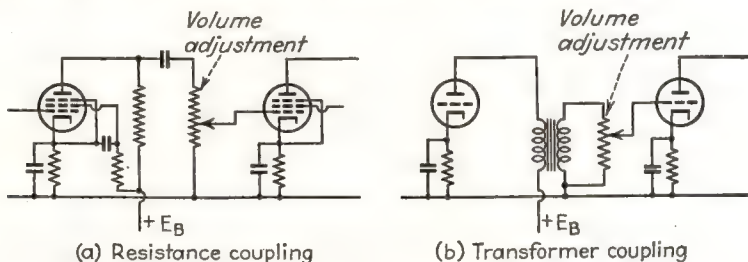 Volume
adjustment
Volume
adjustment
+ E_B
+ E_B
(a) Resistance coupling
(b) Transformer coupling